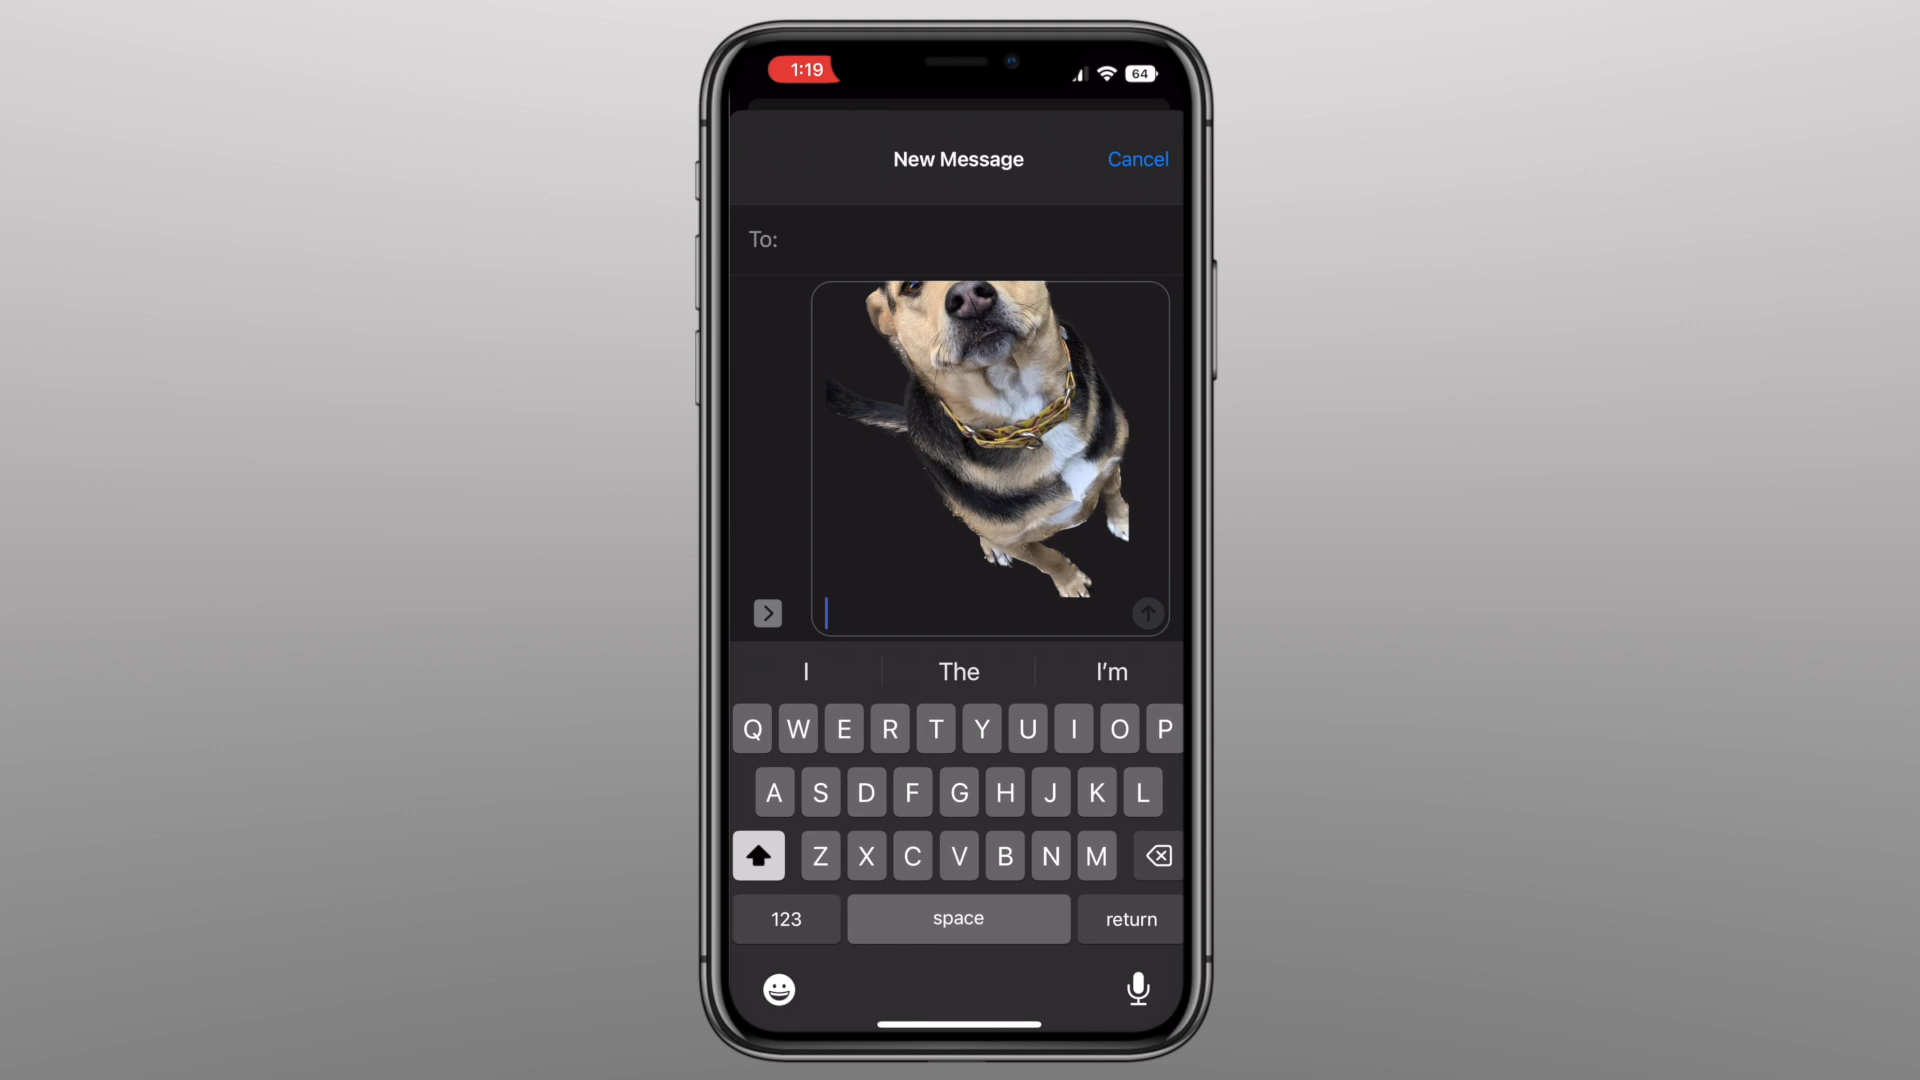 1:19
64
New Message
Cancel
To:
I The I’m
Q W E R T Y U I O P
A S D F G H J K L
Z X C V B N M
123 space return